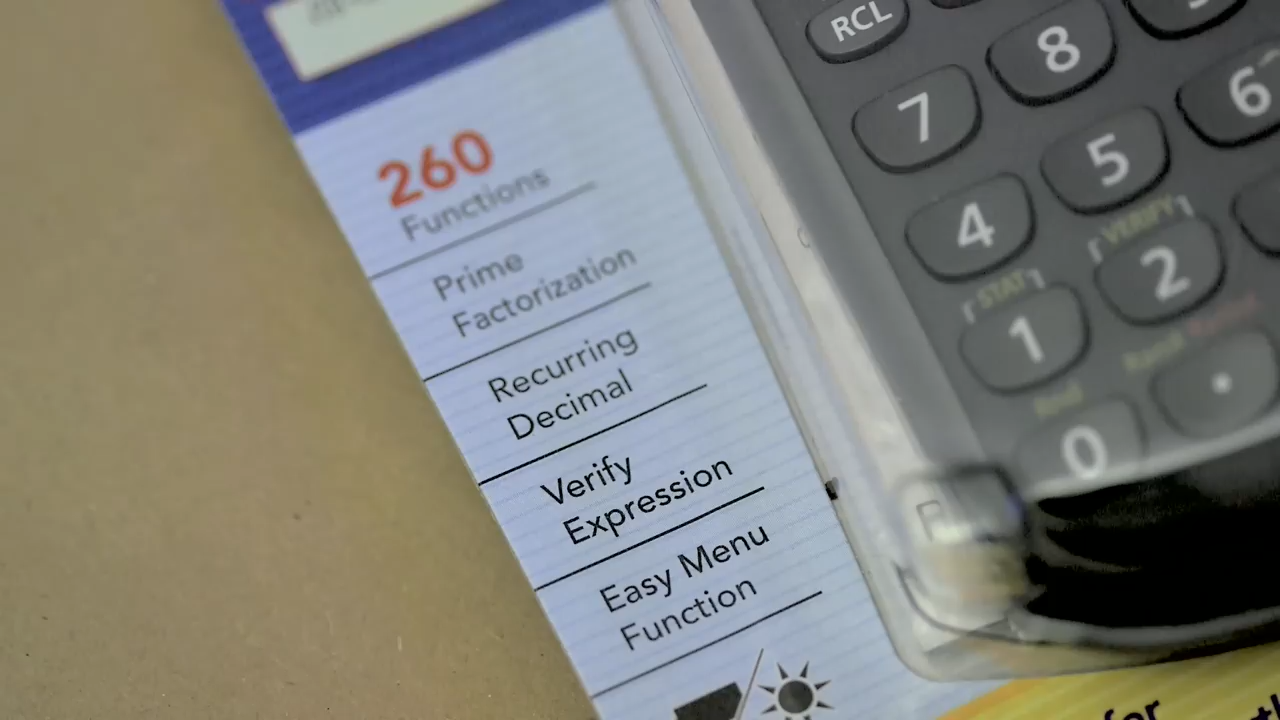 260
Functions
Prime
Factorization
Recurring
Decimal
Verify
Expression
Easy Menu
Function
RCL
7 8
4 5 6
STAT VERIFY
1 2
0 .
for